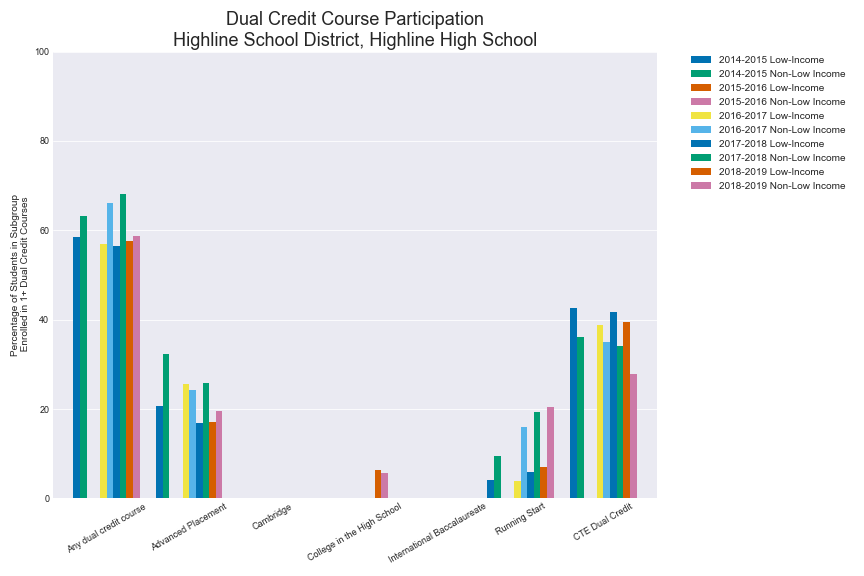 Dual Credit Course Participation
Highline School District, Highline High School
Percentage of Students in Subgroup
Enrolled in 1+ Dual Credit Courses
100
80
60
40
20
0
Any dual credit course
Advanced Placement
Cambridge
College in the High School
International Baccalaureate
Running Start
CTE Dual Credit
2014-2015 Low-Income
2014-2015 Non-Low Income
2015-2016 Low-Income
2015-2016 Non-Low Income
2016-2017 Low-Income
2016-2017 Non-Low Income
2017-2018 Low-Income
2017-2018 Non-Low Income
2018-2019 Low-Income
2018-2019 Non-Low Income